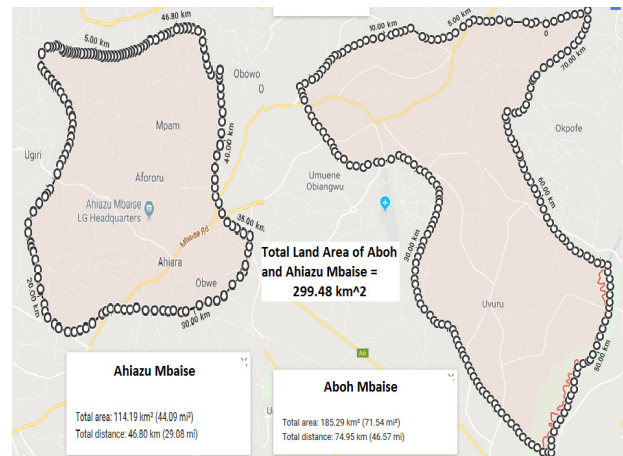 46.80 km
5.00 km
Obowo
Mpam
40.00 km
Ugiri
Afororu
Ahiazu Mbaise
LG Headquarters
35.00 km
Mbaise Rd
Ahiara
Obwe
20.00 km
30.00 km
10.00 km
5.00 km
0
70.00 km
Okpofe
Umuene
Obiangwu
60.00 km
30.00 km
Uvuru
50.00 km
A6
Total Land Area of Aboh
and Ahiazu Mbaise =
299.48 km^2
Ahiazu Mbaise
Total area: 114.19 km² (44.09 mi²)
Total distance: 46.80 km (29.08 mi)
Aboh Mbaise
Total area: 185.29 km² (71.54 mi²)
Total distance: 74.95 km (46.57 mi)